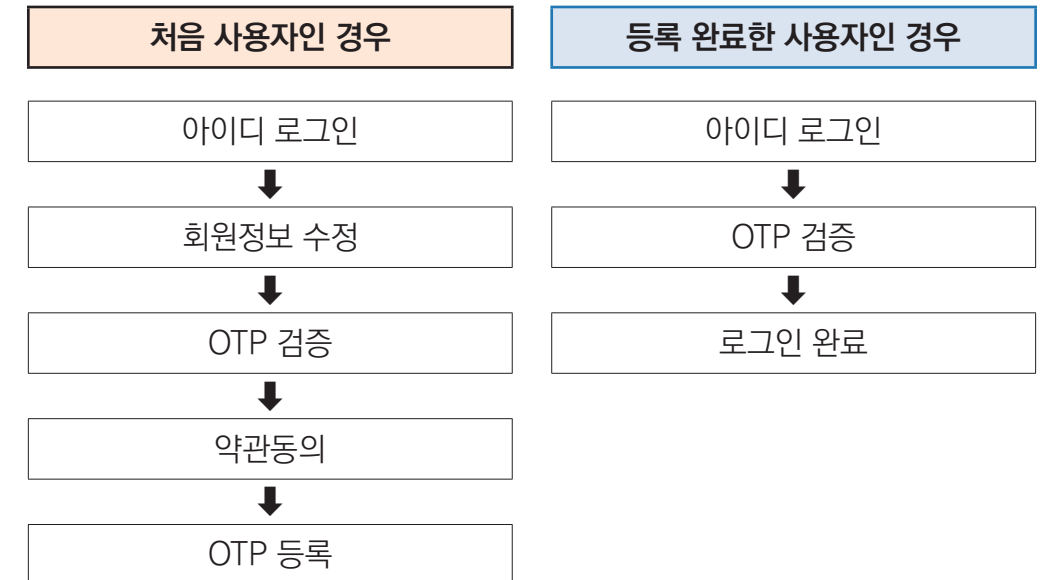 처음 사용자인 경우
아이디 로그인
회원정보 수정
OTP 검증
약관동의
OTP 등록
등록 완료한 사용자인 경우
아이디 로그인
OTP 검증
로그인 완료